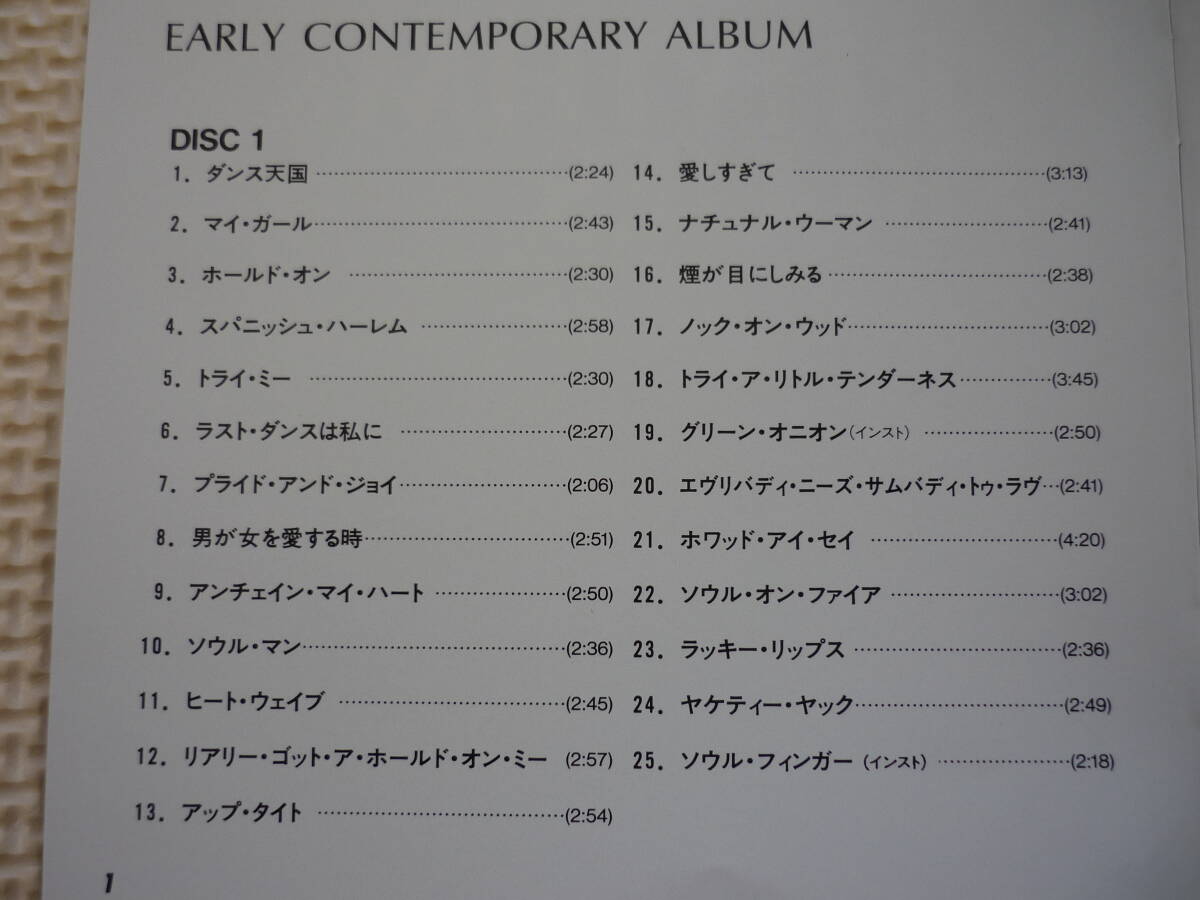 EARLY CONTEMPORARY ALBUM
DISC 1
1. ダンス天国 (2:24)
2. マイ・ガール (2:43)
3. ホールド・オン (2:30)
4. スパニッシュ・ハーレム (2:58)
5. トライ・ミー (2:30)
6. ラスト・ダンスは私に (2:27)
7. プライド・アンド・ジョイ (2:06)
8. 男が女を愛する時 (2:51)
9. アンチェイン・マイ・ハート (2:50)
10. ソウル・マン (2:36)
11. ヒート・ウェイブ (2:45)
12. リアリー・ゴット・ア・ホールド・オン・ミー (2:57)
13. アップ・タイト (2:54)
14. 愛しすぎて (3:13)
15. ナチュナル・ウーマン (2:41)
16. 煙が目にしみる (2:38)
17. ノック・オン・ウッド (3:02)
18. トライ・ア・リトル・テンダーネス (3:45)
19. グリーン・オニオン(インスト) (2:50)
20. エヴリバディ・ニーズ・サムバディ・トゥ・ラヴ (2:41)
21. ホワッド・アイ・セイ (4:20)
22. ソウル・オン・ファイア (3:02)
23. ラッキー・リップス (2:36)
24. ヤケティー・ヤック (2:49)
25. ソウル・フィンガー (インスト) (2:18)
1